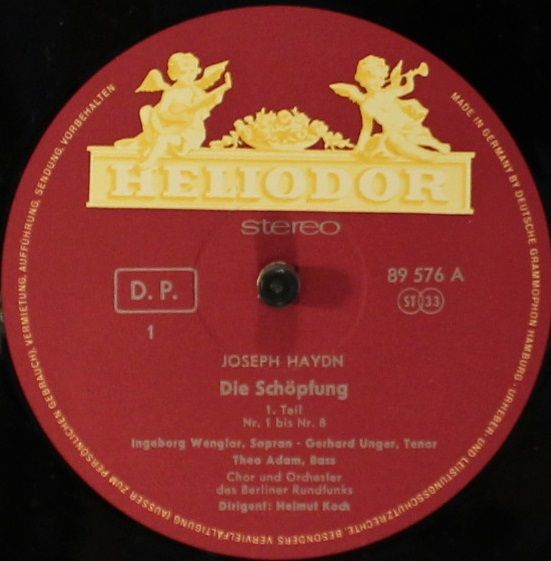 HELIODOR
stereo
D. P.
1
89 576 A
ST 33
JOSEPH HAYDN
Die Schöpfung
1. Teil
Nr. 1 bis Nr. 8
Ingeborg Wenglor, Sopran - Gerhard Unger, Tenor
Theo Adam, Bass
Chor und Orchester
des Berliner Rundfunks
Dirigent: Helmut Koch
MADE IN GERMANY BY DEUTSCHE GRAMMOPHON HAMBURG · URHEBER- UND LEISTUNGSSCHUTZRECHTE, BESONDERS VERVIELFÄLTIGUNG (AUSSER ZUM PERSÖNLICHEN GEBRAUCH), VERMIETUNG, AUFFÜHRUNG, SENDUNG, VORBEHALTEN